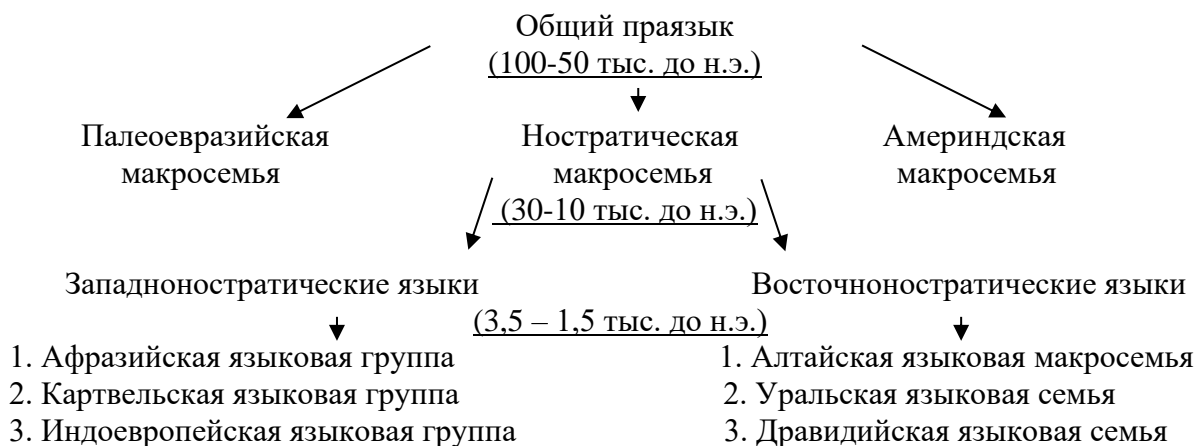 Общий праязык
(100-50 тыс. до н.э.)
Палеоевразийская Ностратическая Америндская
макросемья макросемья макросемья
(30-10 тыс. до н.э.)
Западноностратические языки Восточноностратические языки
(3,5 – 1,5 тыс. до н.э.)
1. Афразийская языковая группа 1. Алтайская языковая макросемья
2. Картвельская языковая группа 2. Уральская языковая семья
3. Индоевропейская языковая группа 3. Дравидийская языковая семья